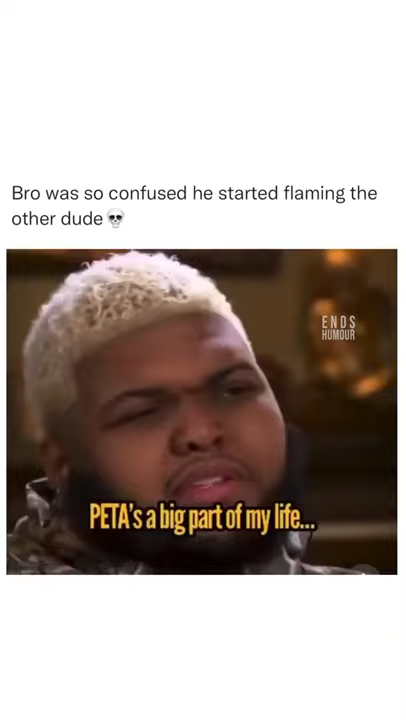 Bro was so confused he started flaming the
other dude💀
ENDS
HUMOUR
PETA's a big part of my life...